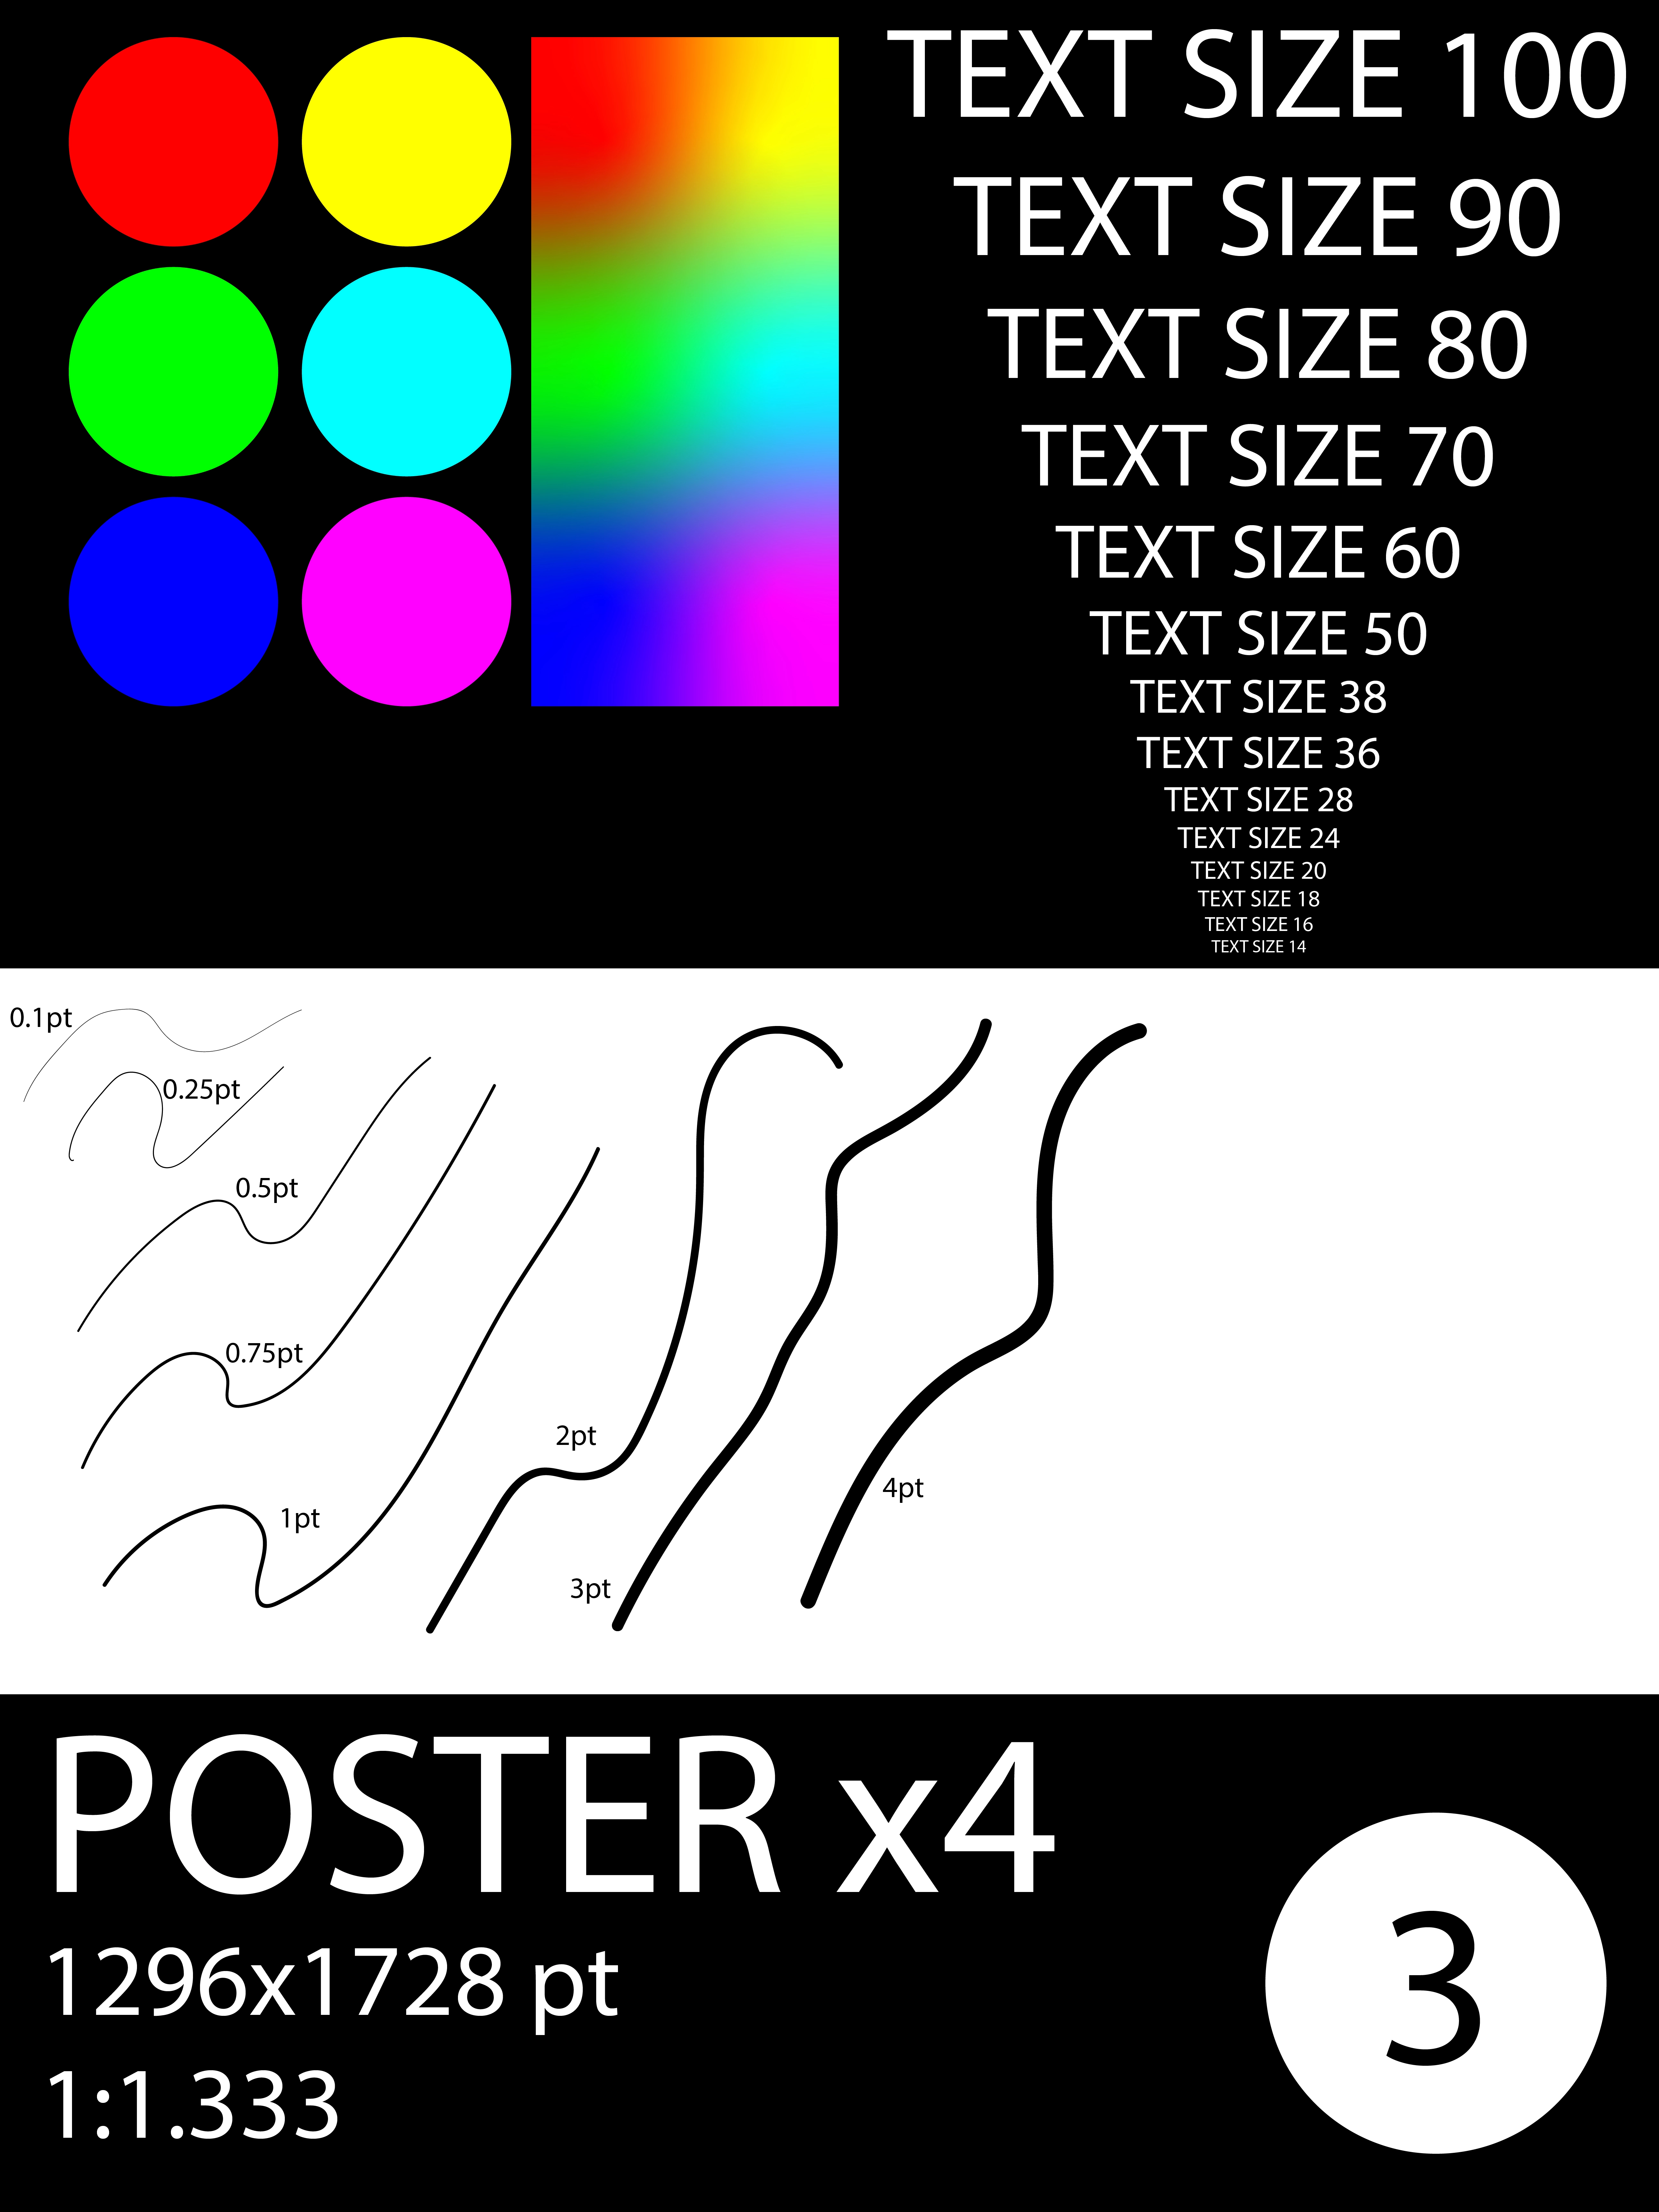 TEXT SIZE 100
TEXT SIZE 90
TEXT SIZE 80
TEXT SIZE 70
TEXT SIZE 60
TEXT SIZE 50
TEXT SIZE 38
TEXT SIZE 36
TEXT SIZE 28
TEXT SIZE 24
TEXT SIZE 20
TEXT SIZE 18
TEXT SIZE 16
TEXT SIZE 14
0.1pt
0.25pt
0.5pt
0.75pt
1pt
2pt
3pt
4pt
POSTER x4
1296x1728 pt
1:1.333
3